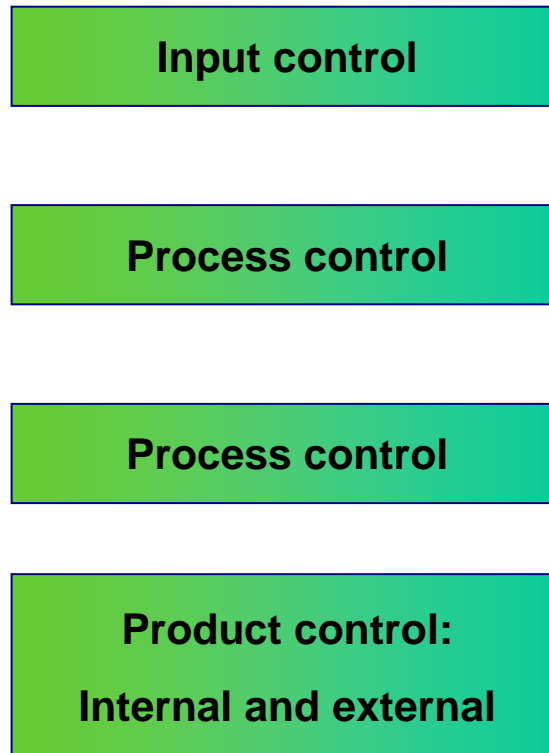 Input control
Process control
Process control
Product control:
Internal and external